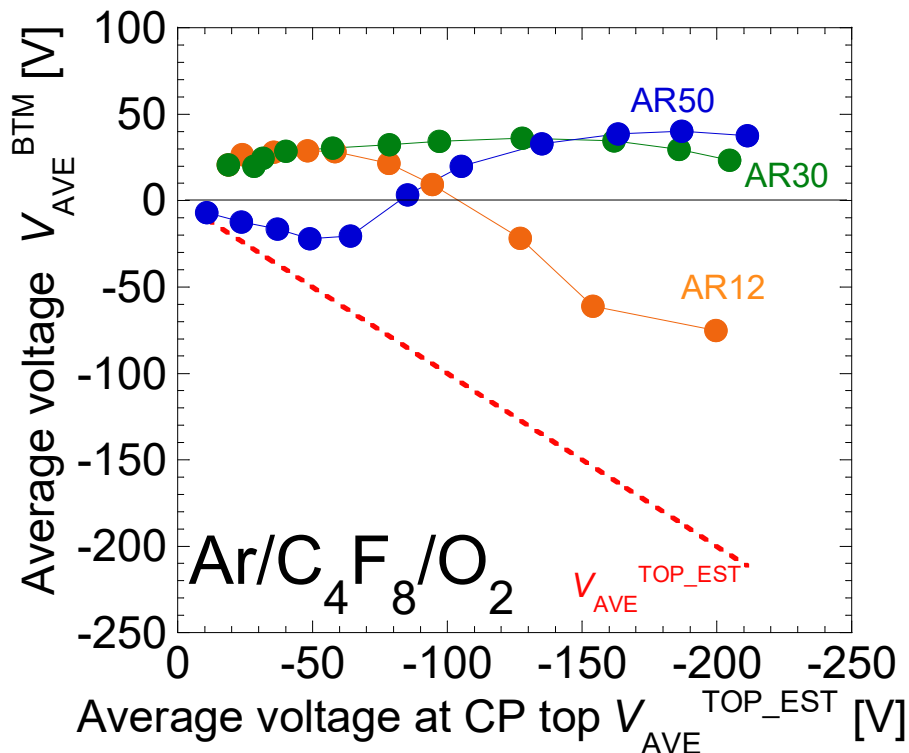 100
50
0
-50
-100
-150
-200
-250
Average voltage V_AVE^BTM [V]
AR50
AR30
AR12
Ar/C4F8/O2
V_AVE^TOP_EST
0 -50 -100 -150 -200 -250
Average voltage at CP top V_AVE^TOP_EST [V]